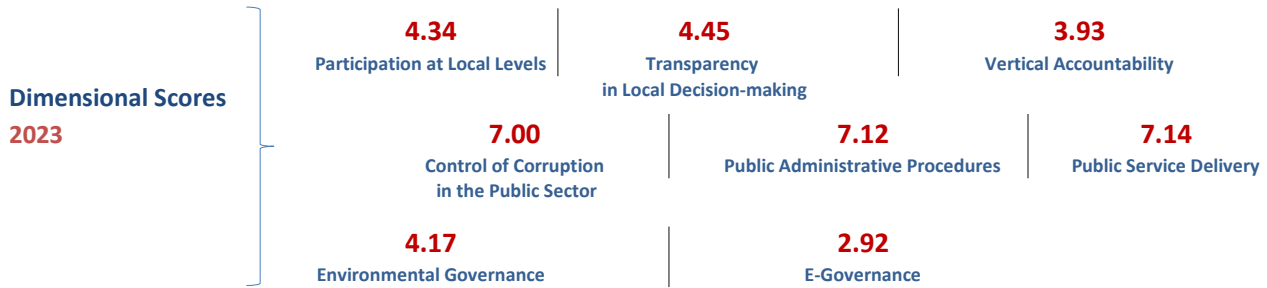 Dimensional Scores
2023
4.34
Participation at Local Levels
4.45
Transparency
in Local Decision-making
3.93
Vertical Accountability
7.00
Control of Corruption
in the Public Sector
7.12
Public Administrative Procedures
7.14
Public Service Delivery
4.17
Environmental Governance
2.92
E-Governance